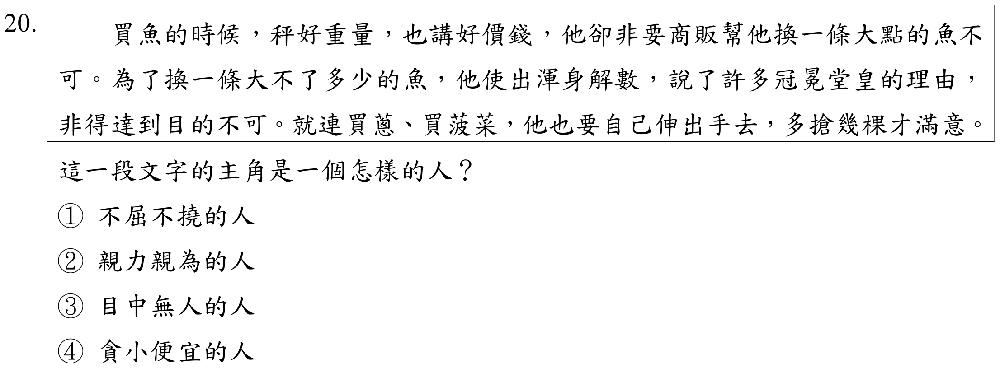 20. 買魚的時候，秤好重量，也講好價錢，他卻非要商販幫他換一條大點的魚不
可。為了換一條大不了多少的魚，他使出渾身解數，說了許多冠冕堂皇的理由，
非得達到目的不可。就連買蔥、買菠菜，他也要自己伸出手去，多搶幾棵才滿意。
這一段文字的主角是一個怎樣的人？
① 不屈不撓的人
② 親力親為的人
③ 目中無人的人
④ 貪小便宜的人